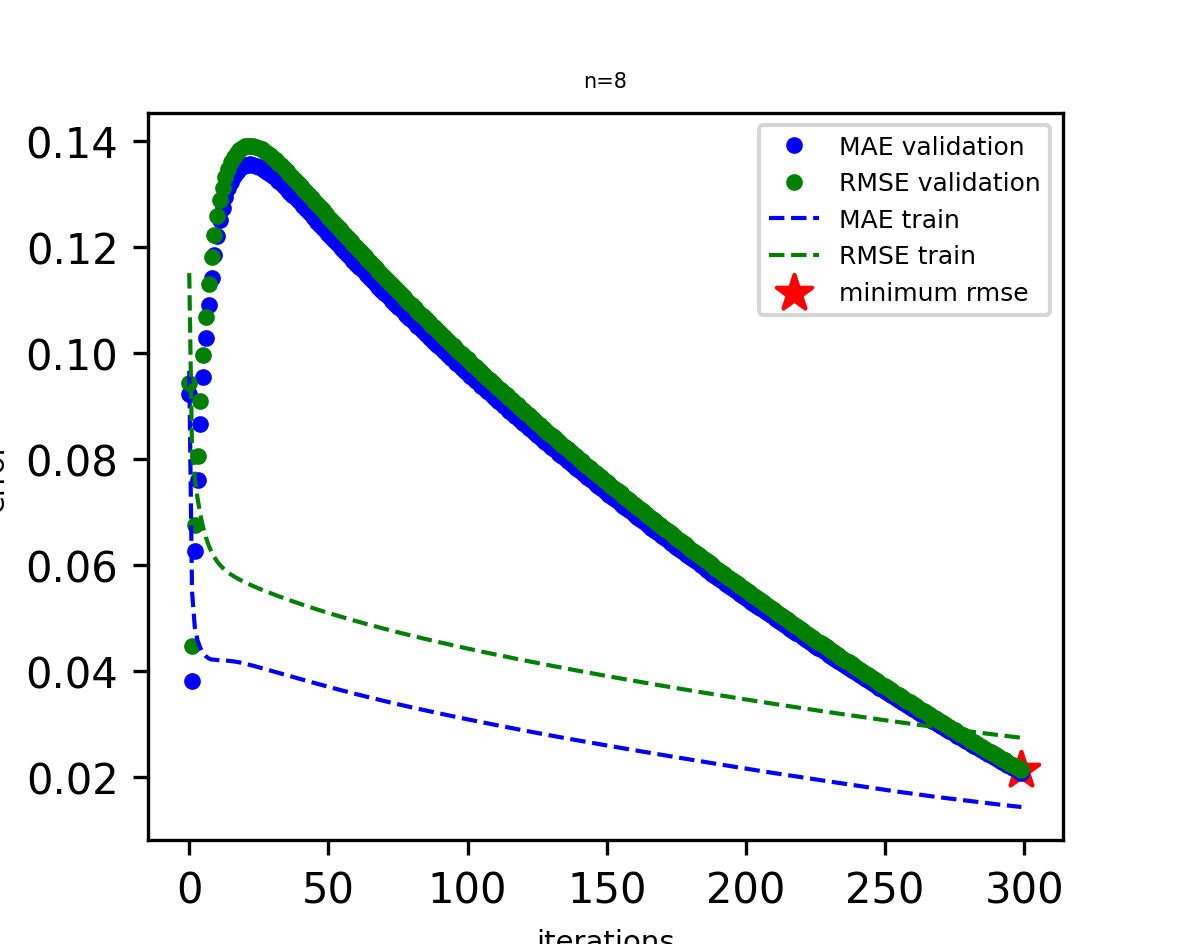 n=8
0.14
0.12
0.10
0.08
0.06
0.04
0.02
MAE validation
RMSE validation
MAE train
RMSE train
minimum rmse
0 50 100 150 200 250 300
iterations